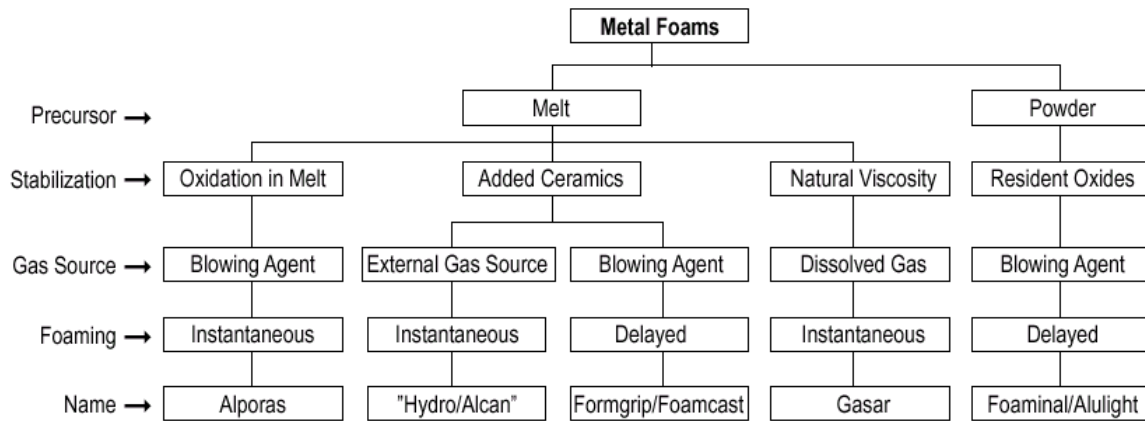 Metal Foams
Precursor → Melt Powder
Stabilization → Oxidation in Melt Added Ceramics Natural Viscosity Resident Oxides
Gas Source → Blowing Agent External Gas Source Blowing Agent Dissolved Gas Blowing Agent
Foaming → Instantaneous Instantaneous Delayed Instantaneous Delayed
Name → Alporas ”Hydro/Alcan” Formgrip/Foamcast Gasar Foaminal/Alulight